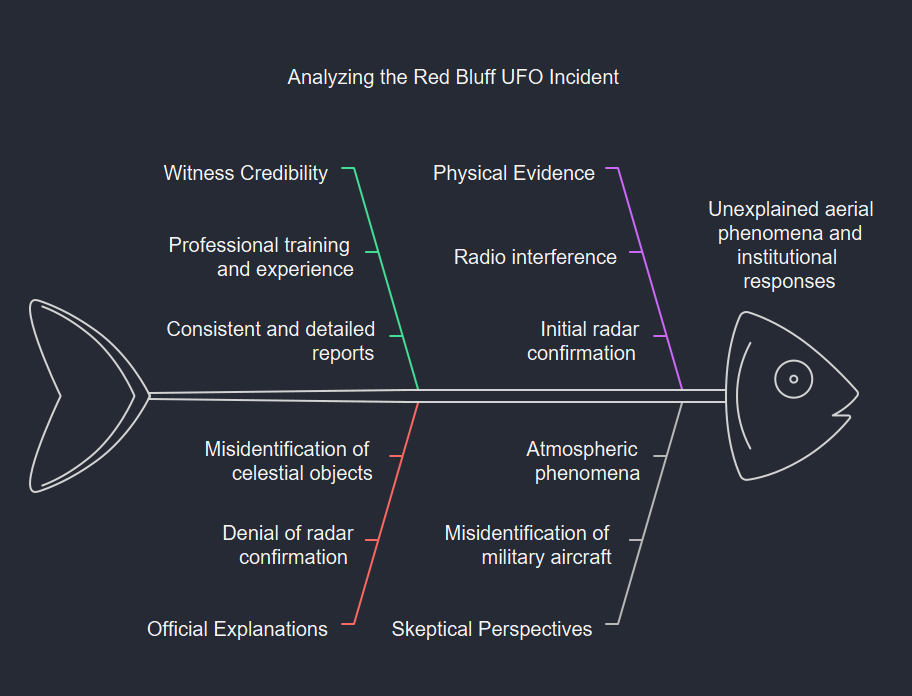 Analyzing the Red Bluff UFO Incident
Witness Credibility
Professional training
and experience
Consistent and detailed
reports
Physical Evidence
Radio interference
Initial radar
confirmation
Unexplained aerial
phenomena and
institutional
responses
Misidentification of
celestial objects
Denial of radar
confirmation
Official Explanations
Atmospheric
phenomena
Misidentification of
military aircraft
Skeptical Perspectives